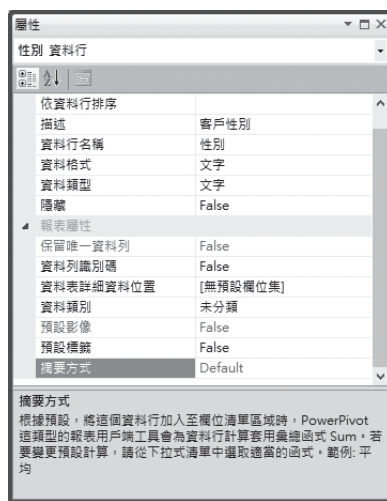 屬性
性別 資料行
依資料行排序
描述 客戶性別
資料行名稱 性別
資料格式 文字
資料類型 文字
隱藏 False
報表屬性
保留唯一資料列 False
資料列識別碼 False
資料表詳細資料位置 [無預設欄位集]
資料類別 未分類
預設影像 False
預設標籤 False
摘要方式 Default
摘要方式
根據預設，將這個資料行加入至欄位清單區域時，PowerPivot
這類型的報表用戶端工具會為資料行計算套用彙總函式 Sum。若
要變更預設計算，請從下拉式清單中選取適當的函式。範例: 平
均